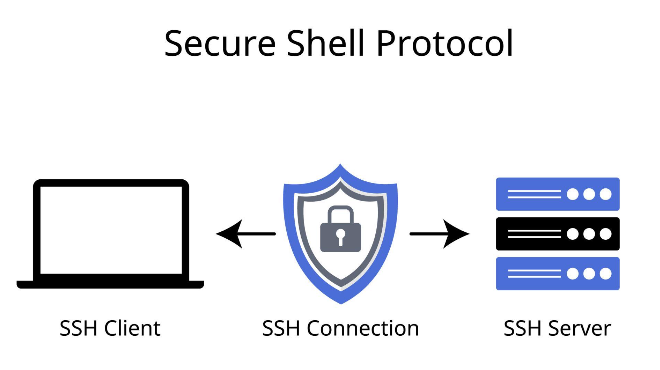 Secure Shell Protocol
SSH Client
SSH Connection
SSH Server